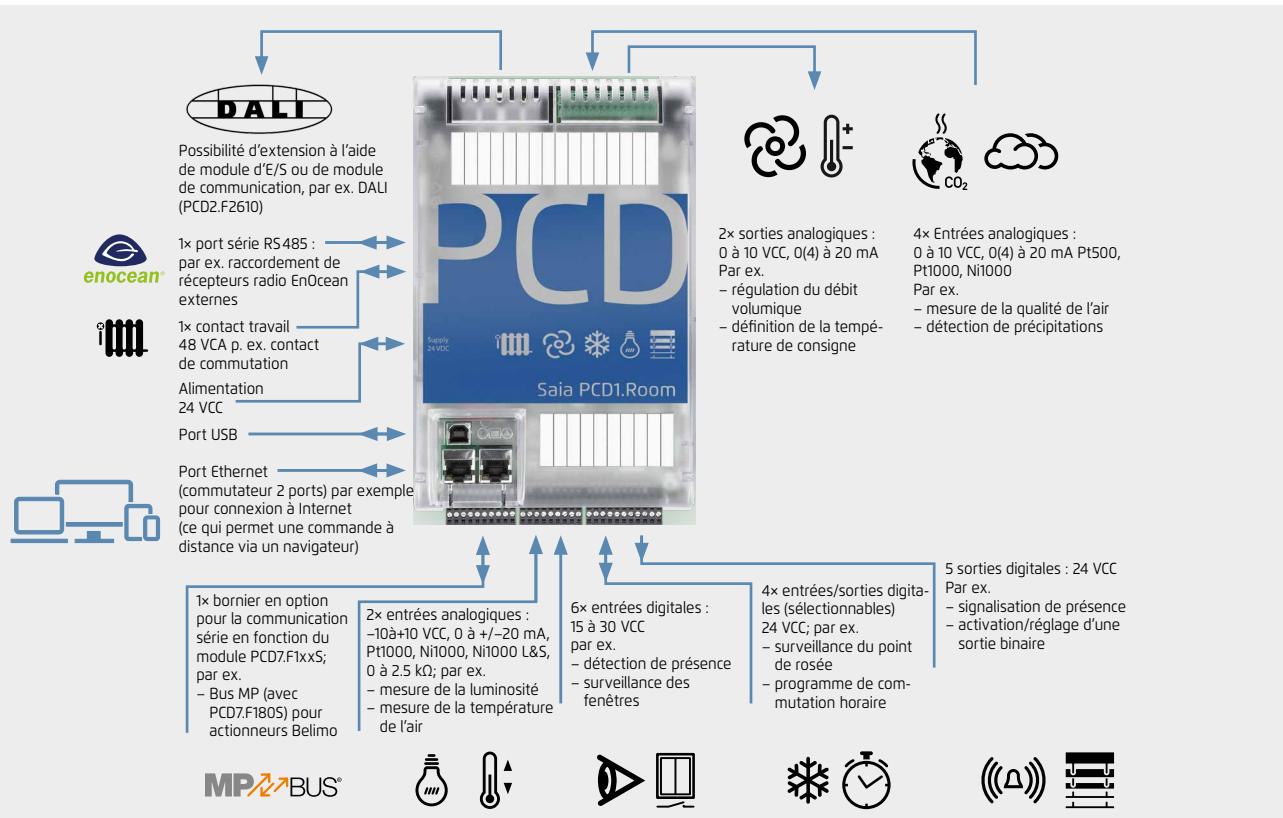 DALI
Possibilité d'extension à l'aide
de module d'E/S ou de module
de communication, par ex. DALI
(PCD2.F2610)
enocean®
1× port série RS 485 :
par ex. raccordement de
récepteurs radio EnOcean
externes
1× contact travail
48 VCA p. ex. contact
de commutation
Alimentation
24 VCC
Port USB
Port Ethernet
(commutateur 2 ports) par exemple
pour connexion à Internet
(ce qui permet une commande à
distance via un navigateur)
PCD
Supply
24 VDC
Saia PCD1.Room
+
–
CO₂
2× sorties analogiques :
0 à 10 VCC, 0(4) à 20 mA
Par ex.
– régulation du débit
volumique
– définition de la tempé-
rature de consigne
4× Entrées analogiques :
0 à 10 VCC, 0(4) à 20 mA Pt500,
Pt1000, Ni1000
Par ex.
– mesure de la qualité de l'air
– détection de précipitations
1× bornier en option
pour la communication
série en fonction du
module PCD7.F1xxS;
par ex.
– Bus MP (avec
PCD7.F180S) pour
actionneurs Belimo
2× entrées analogiques :
–10à+10 VCC, 0 à +/–20 mA,
Pt1000, Ni1000, Ni1000 L&S,
0 à 2.5 kΩ; par ex.
– mesure de la luminosité
– mesure de la température
de l'air
6× entrées digitales :
15 à 30 VCC
par ex.
– détection de présence
– surveillance des
fenêtres
4× entrées/sorties digita-
les (sélectionnables)
24 VCC; par ex.
– surveillance du point
de rosée
– programme de com-
mutation horaire
5 sorties digitales : 24 VCC
Par ex.
– signalisation de présence
– activation/réglage d'une
sortie binaire
MP BUS®